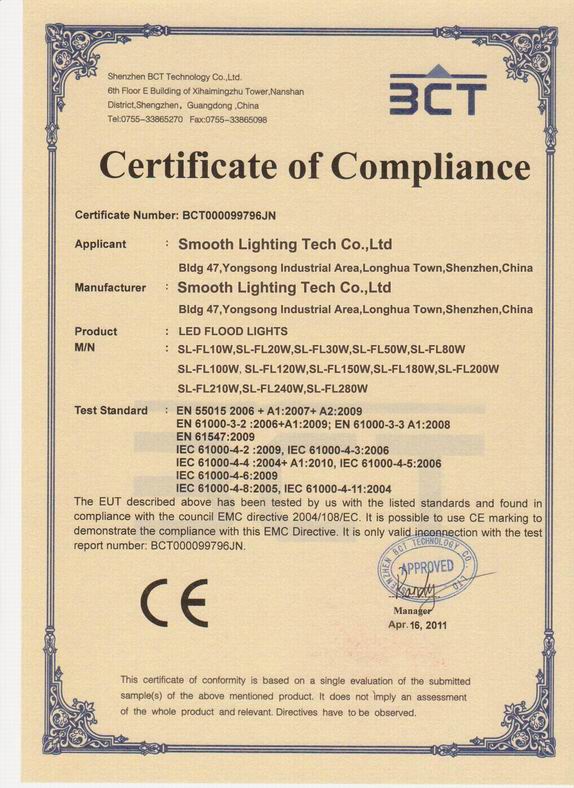 Shenzhen BCT Technology Co.,Ltd.
6th Floor E Building of Xihaimingzhu Tower,Nanshan
District,Shenzhen, Guangdong ,China
Tel:0755-33865270 Fax:0755-33865098
BCT
Certificate of Compliance
Certificate Number: BCT000099796JN
Applicant : Smooth Lighting Tech Co.,Ltd
Bldg 47,Yongsong Industrial Area,Longhua Town,Shenzhen,China
Manufacturer : Smooth Lighting Tech Co.,Ltd
Bldg 47,Yongsong Industrial Area,Longhua Town,Shenzhen,China
Product : LED FLOOD LIGHTS
M/N : SL-FL10W,SL-FL20W,SL-FL30W,SL-FL50W,SL-FL80W
SL-FL100W, SL-FL120W,SL-FL150W,SL-FL180W,SL-FL200W
SL-FL210W,SL-FL240W,SL-FL280W
Test Standard : EN 55015 2006 + A1:2007+ A2:2009
EN 61000-3-2 :2006+A1:2009; EN 61000-3-3 A1:2008
EN 61547:2009
IEC 61000-4-2 :2009, IEC 61000-4-3:2006
IEC 61000-4-4 :2004+ A1:2010, IEC 61000-4-5:2006
IEC 61000-4-6:2009
IEC 61000-4-8:2005, IEC 61000-4-11:2004
The EUT described above has been tested by us with the listed standards and found in
compliance with the council EMC directive 2004/108/EC. It is possible to use CE marking to
demonstrate the compliance with this EMC Directive. It is only valid inconnection with the test
report number: BCT000099796JN.
SHENZHEN BCT TECHNOLOGY CO. LTD
APPROVED
CE
Manager
Apr. 16, 2011
This certificate of conformity is based on a single evaluation of the submitted
sample(s) of the above mentioned product. It does not imply an assessment
of the whole product and relevant. Directives have to be observed.